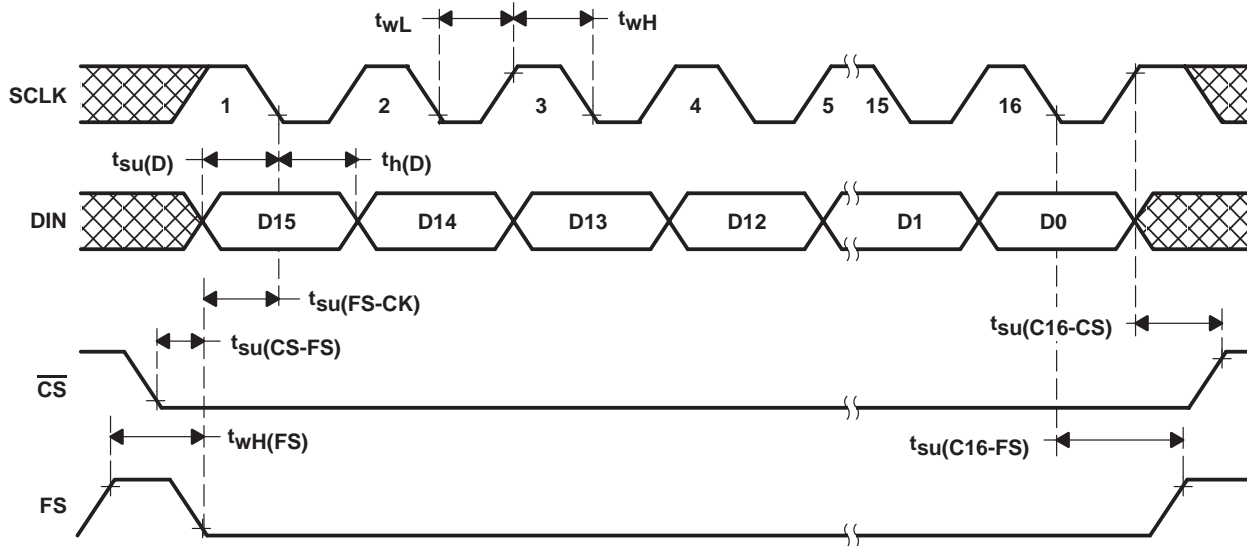 twL
twH
SCLK
1
2
3
4
5
15
16
tsu(D)
th(D)
DIN
D15
D14
D13
D12
D1
D0
tsu(FS-CK)
tsu(C16-CS)
tsu(CS-FS)
CS
twH(FS)
tsu(C16-FS)
FS